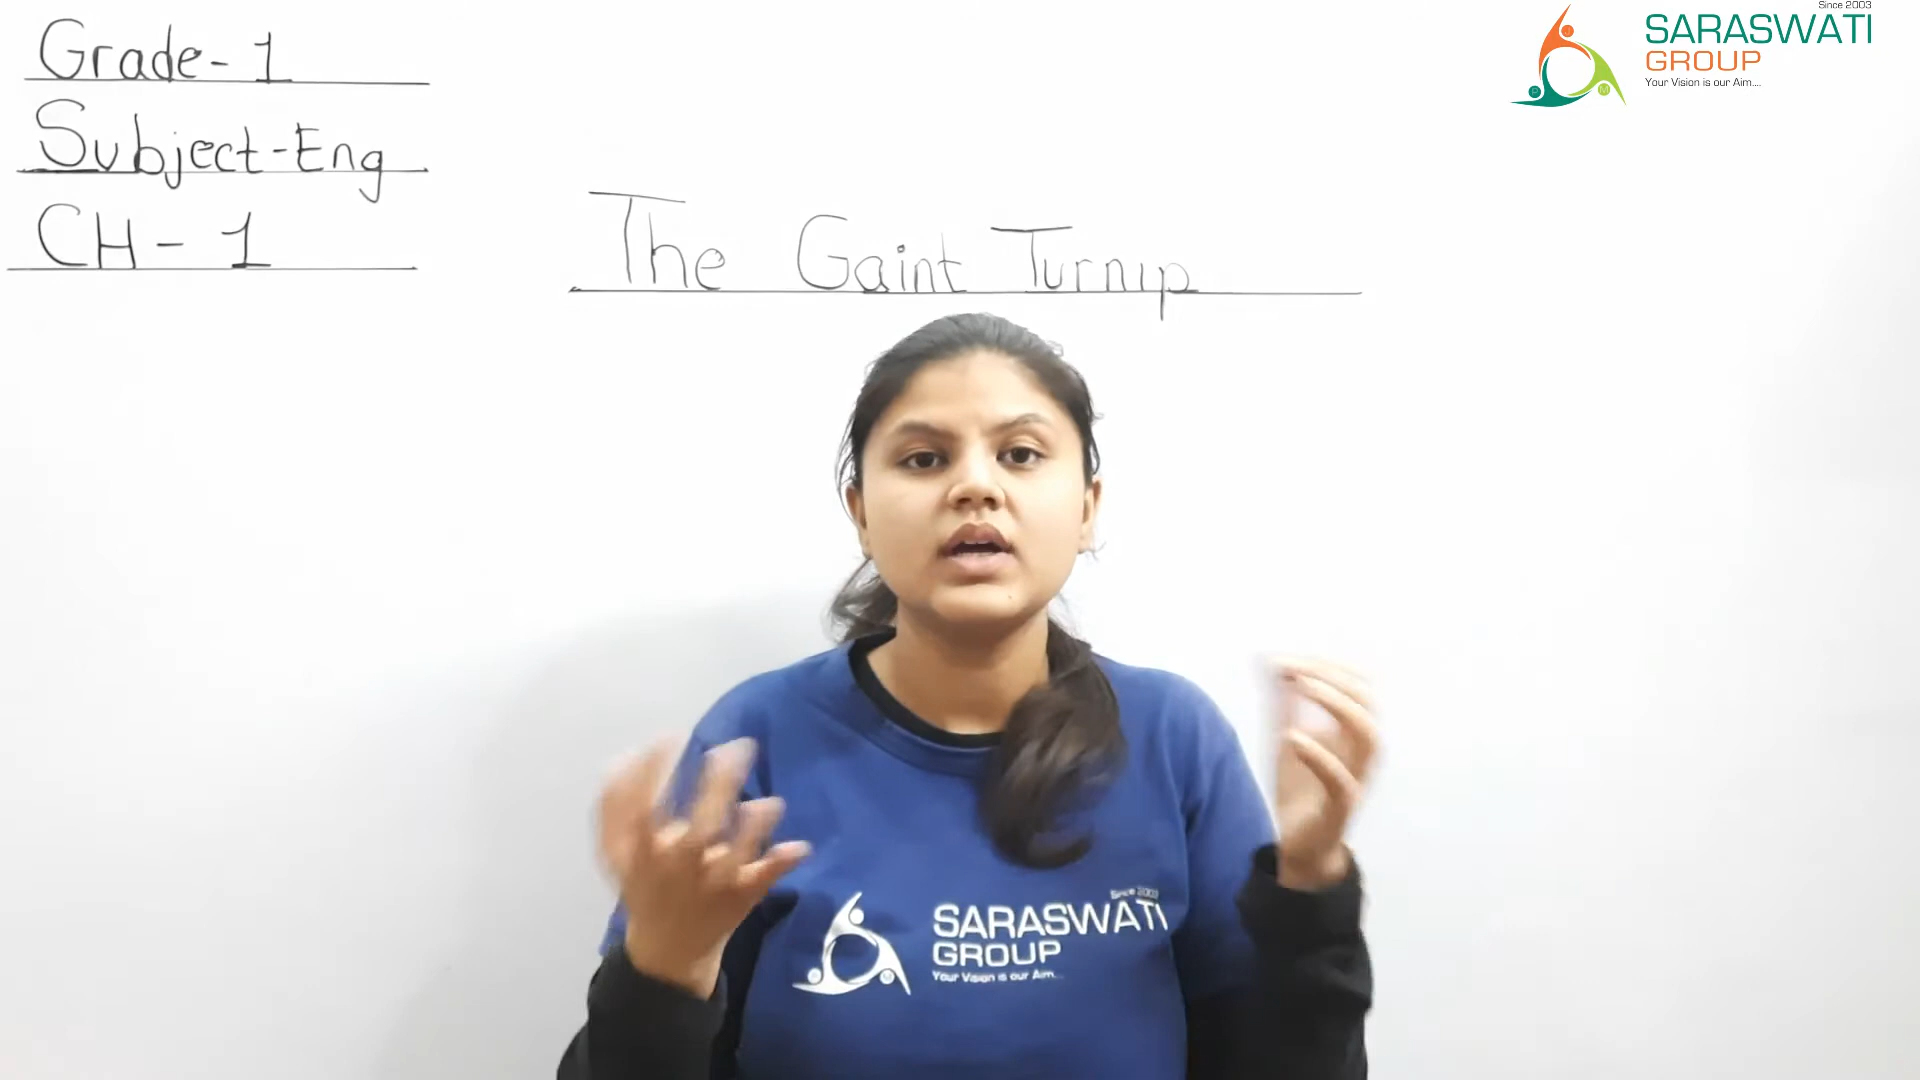 Grade-1
Subject-Eng
CH-1
The Gaint Turnip
Since 2003
SARASWATI
GROUP
Your Vision is our Aim....
P
M
Since 2003
SARASWATI
GROUP
Your Vision is our Aim...